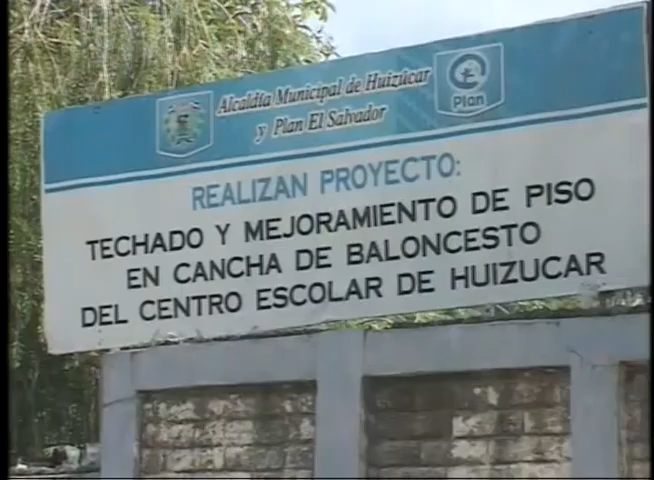 Alcaldía Municipal de Huizúcar
y Plan El Salvador
Plan
REALIZAN PROYECTO:
TECHADO Y MEJORAMIENTO DE PISO
EN CANCHA DE BALONCESTO
DEL CENTRO ESCOLAR DE HUIZUCAR